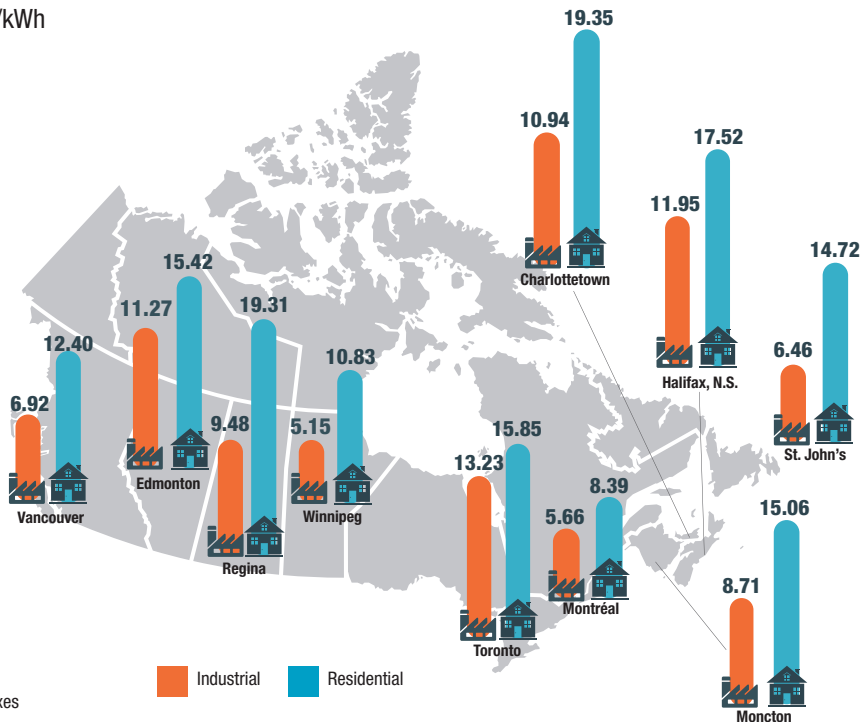 /kWh
19.35
10.94
Charlottetown
17.52
11.95
Halifax, N.S.
14.72
6.46
St. John's
15.42
11.27
Edmonton
12.40
6.92
Vancouver
19.31
9.48
Regina
10.83
5.15
Winnipeg
15.85
13.23
Toronto
8.39
5.66
Montréal
15.06
8.71
Moncton
Industrial
Residential